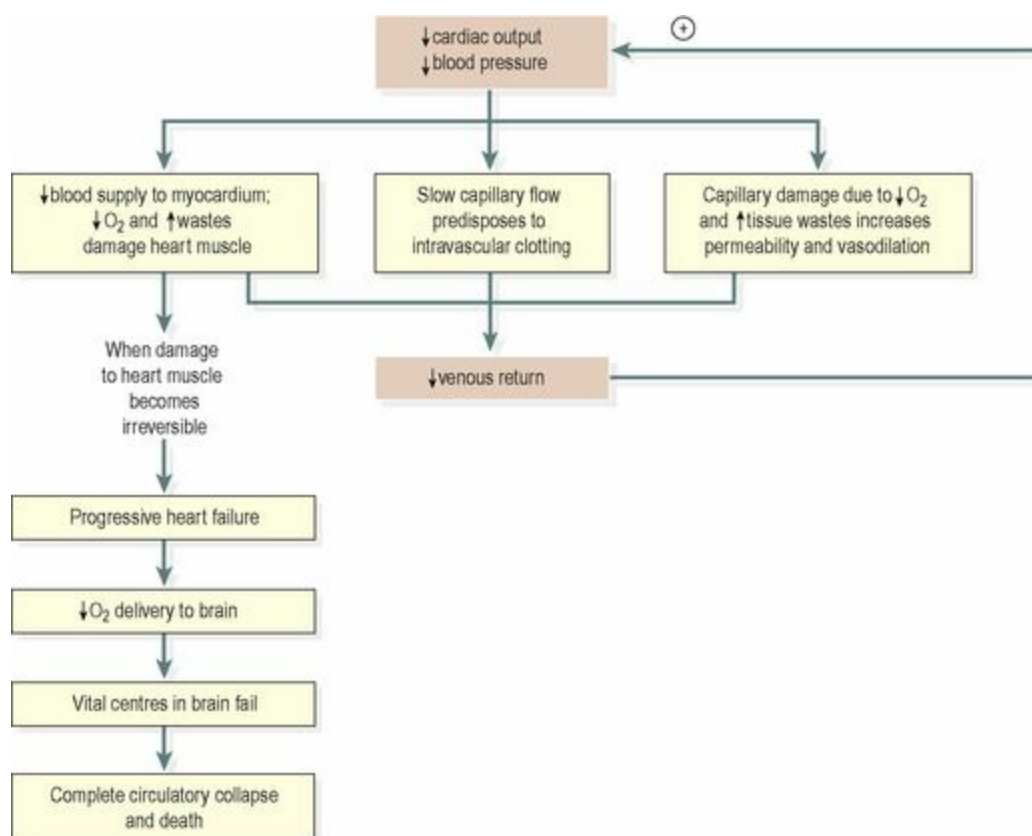 ↓cardiac output
↓blood pressure
+
↓blood supply to myocardium;
↓O₂ and ↑wastes
damage heart muscle
Slow capillary flow
predisposes to
intravascular clotting
Capillary damage due to ↓O₂
and ↑tissue wastes increases
permeability and vasodilation
When damage
to heart muscle
becomes
irreversible
↓venous return
Progressive heart failure
↓O₂ delivery to brain
Vital centres in brain fail
Complete circulatory collapse
and death